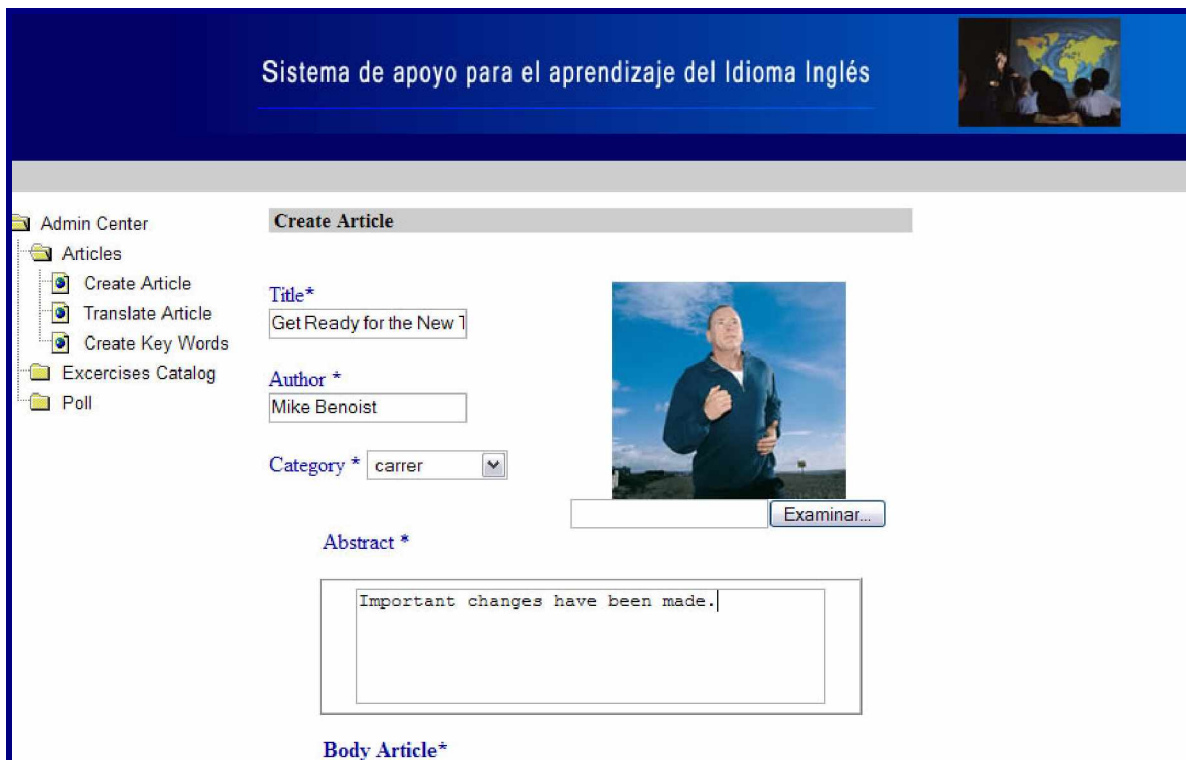 Sistema de apoyo para el aprendizaje del Idioma Inglés
Admin Center
Articles
Create Article
Translate Article
Create Key Words
Excercises Catalog
Poll
Create Article
Title*
Get Ready for the New
Author *
Mike Benoist
Category * carrer
Examinar...
Abstract *
Important changes have been made.
Body Article*